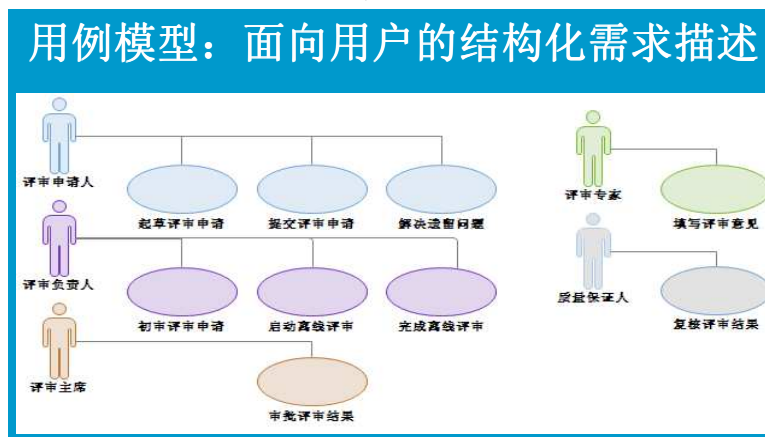 用例模型：面向用户的结构化需求描述
评审申请人
起草评审申请
提交评审申请
解决遗留问题
评审专家
填写评审意见
评审负责人
初审评审申请
启动离线评审
完成离线评审
质量保证人
复核评审结果
评审主席
审批评审结果